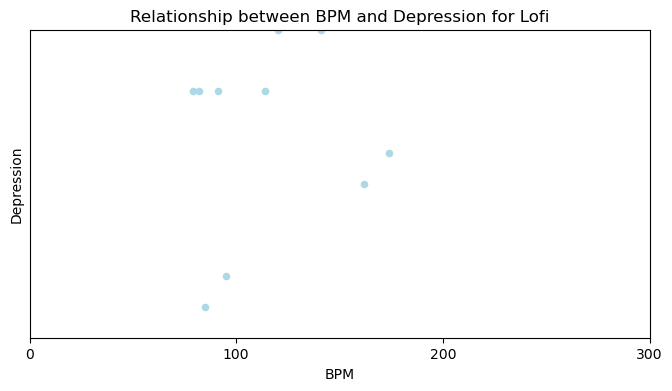 Relationship between BPM and Depression for Lofi
Depression
0 100 200 300
BPM